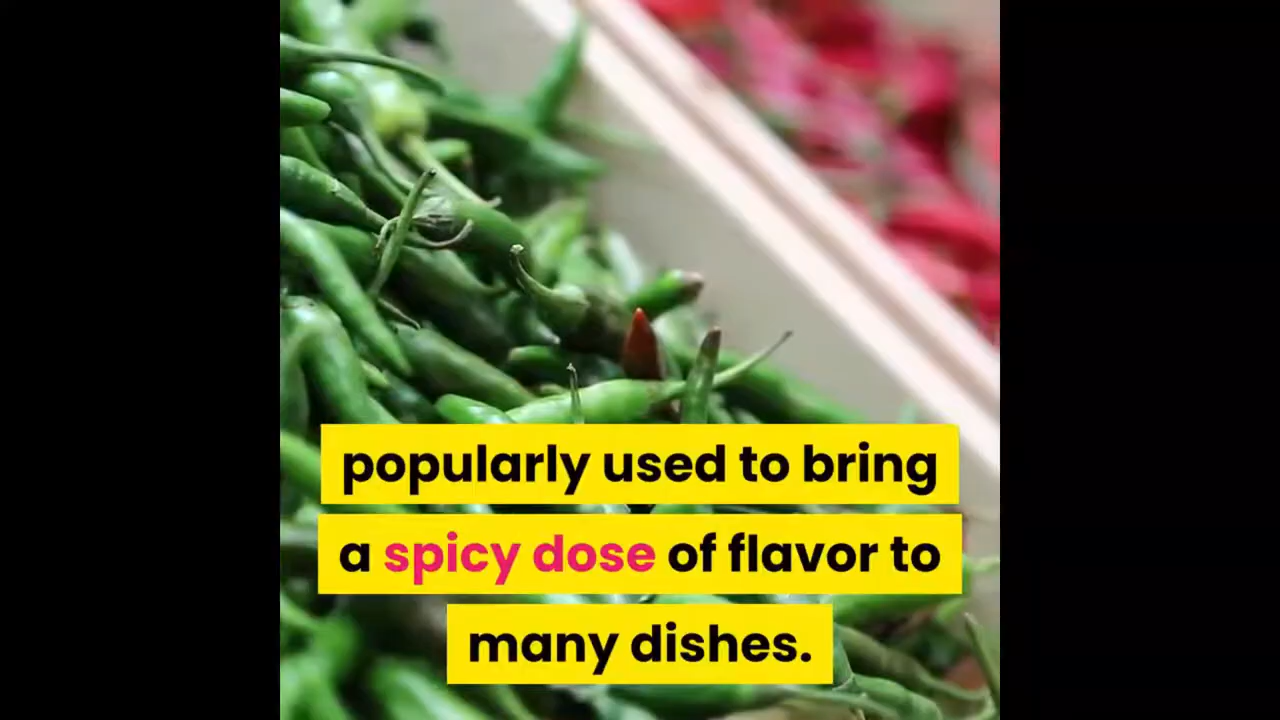 popularly used to bring
a spicy dose of flavor to
many dishes.